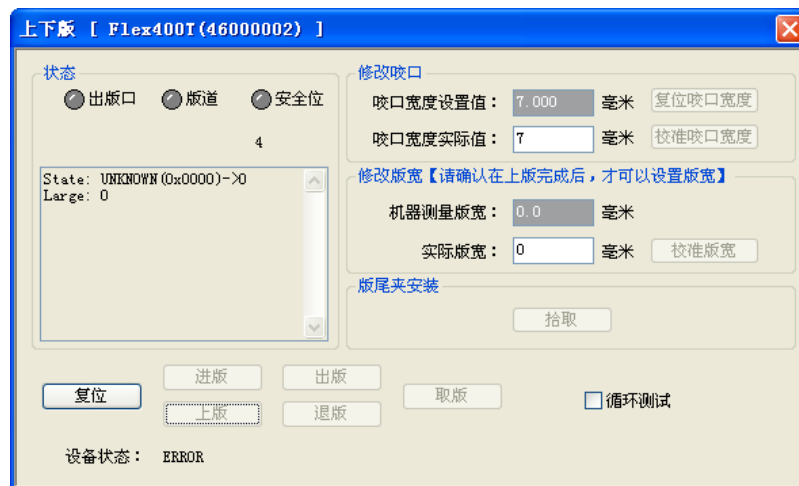 上下版 [ Flex400T(46000002) ]
状态
出版口 版道 安全位
4
State: UNKNOWN(0x0000)->0
Large: 0
修改咬口
咬口宽度设置值： 7.000 毫米 复位咬口宽度
咬口宽度实际值： 7 毫米 校准咬口宽度
修改版宽【请确认在上版完成后，才可以设置版宽】
机器测量版宽： 0.0 毫米
实际版宽： 0 毫米 校准版宽
版尾夹安装
拾取
复位 进版 出版 取版 循环测试
上版 退版
设备状态： ERROR